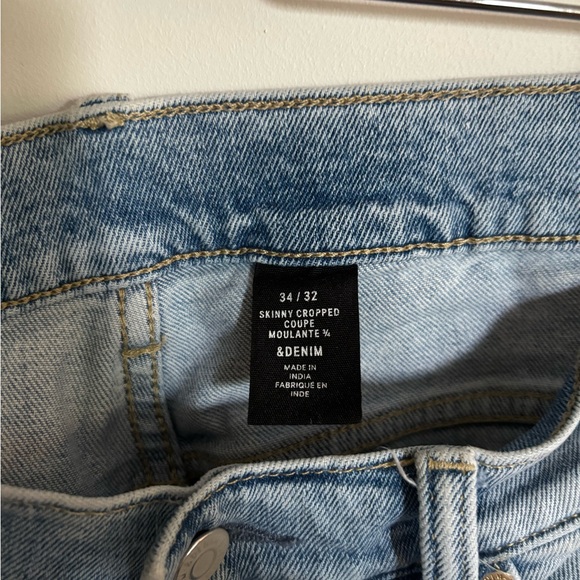 34 / 32
SKINNY CROPPED
COUPE
MOULANTE ¾
&DENIM
MADE IN
INDIA
FABRIQUÉ EN
INDE